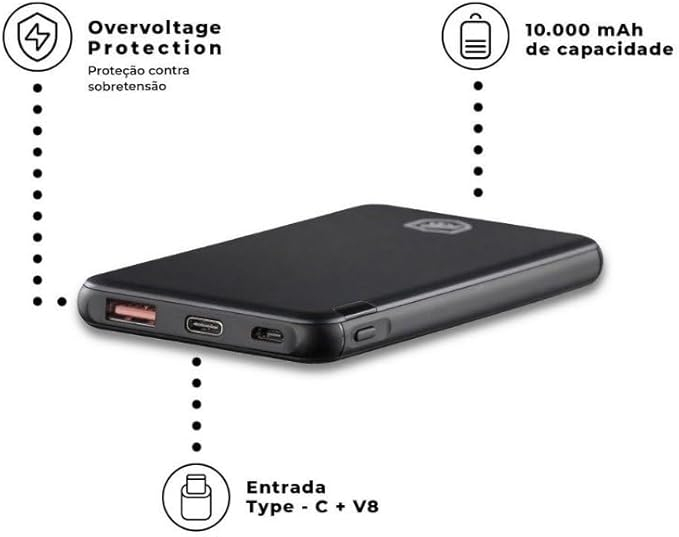 Overvoltage
Protection
Proteção contra
sobretensão
10.000 mAh
de capacidade
Entrada
Type - C + V8